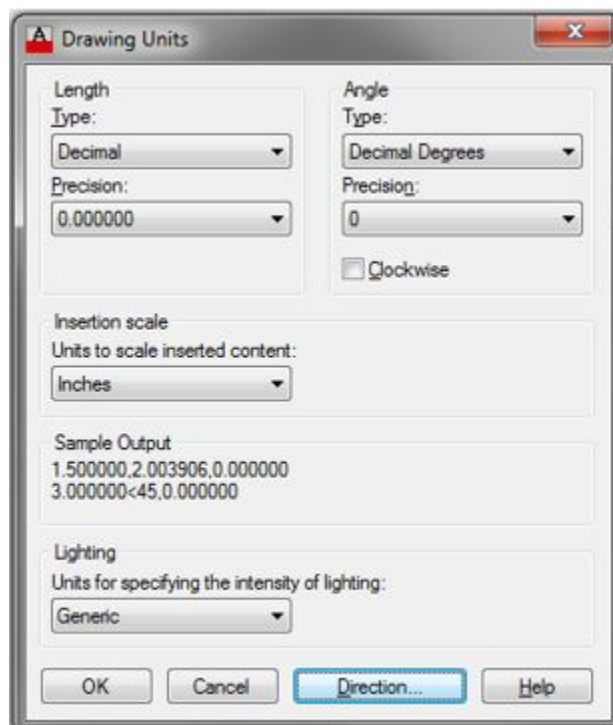 A Drawing Units
Length
Type:
Decimal
Precision:
0.000000
Angle
Type:
Decimal Degrees
Precision:
0
Clockwise
Insertion scale
Units to scale inserted content:
Inches
Sample Output
1.500000,2.003906,0.000000
3.000000<45,0.000000
Lighting
Units for specifying the intensity of lighting:
Generic
OK Cancel Direction... Help